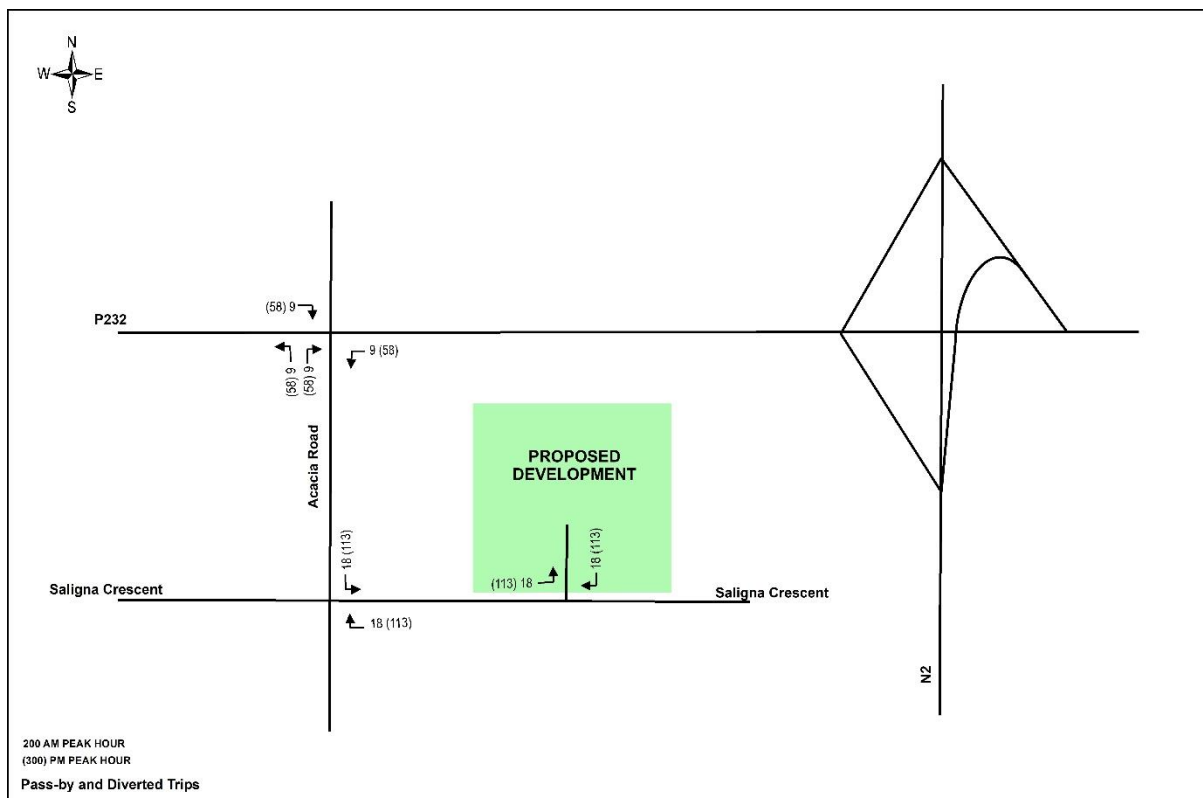 N
W E
S
(58) 9
P232
9 (58)
(58) 9
(58) 9
Acacia Road
PROPOSED
DEVELOPMENT
18 (113)
(113) 18
18 (113)
Saligna Crescent
Saligna Crescent
18 (113)
N2
200 AM PEAK HOUR
(300) PM PEAK HOUR
Pass-by and Diverted Trips